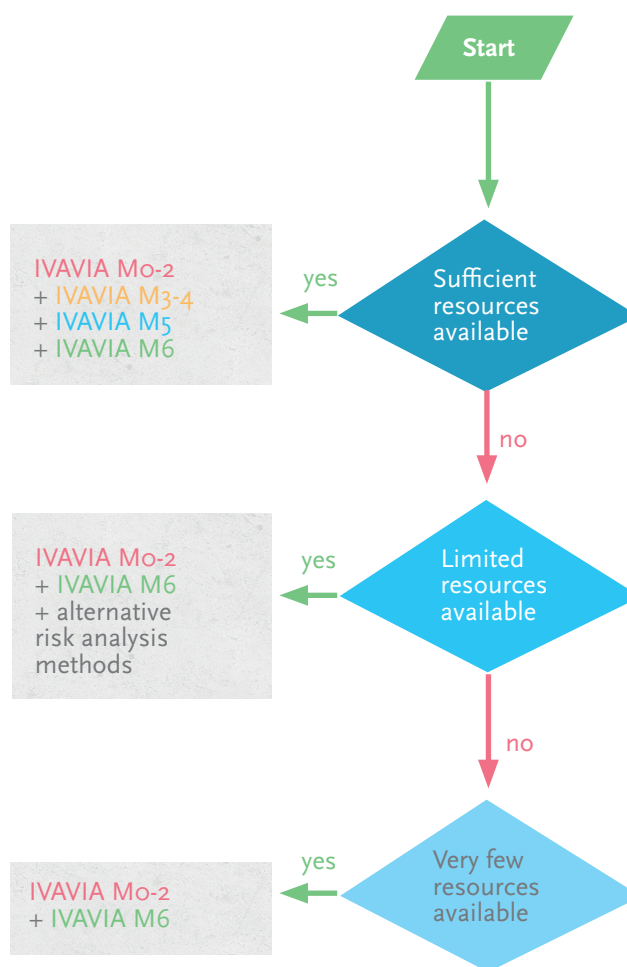 Start
IVAVIA M0-2
+ IVAVIA M3-4
+ IVAVIA M5
+ IVAVIA M6
yes
Sufficient
resources
available
no
IVAVIA M0-2
+ IVAVIA M6
+ alternative
risk analysis
methods
yes
Limited
resources
available
no
IVAVIA M0-2
+ IVAVIA M6
yes
Very few
resources
available